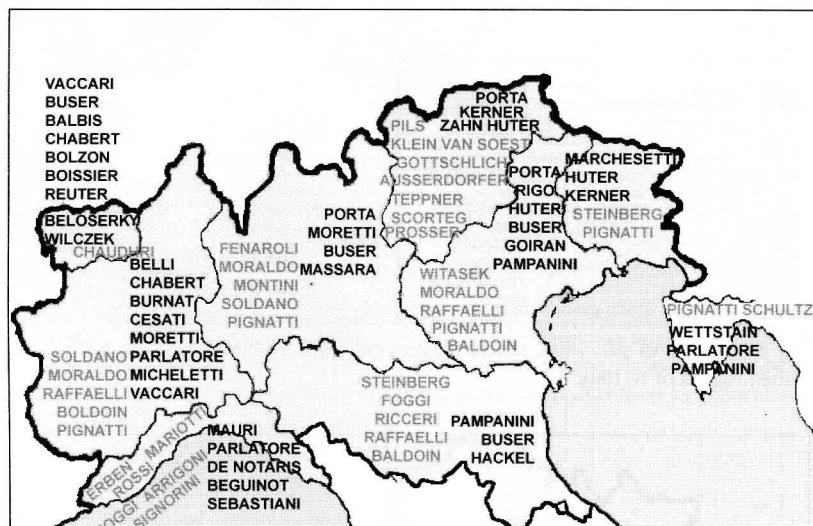 VACCARI
BUSER
BALBIS
CHABERT
BOLZON
BOISSIER
REUTER
BELOSERKY
WILCZEK
CHAUDHRI
BELLI
CHABERT
BURNAT
CESATI
MORETTI
PARLATORE
MICHELETTI
VACCARI
SOLDANO
MORALDO
RAFFAELLI
BOLDOIN
PIGNATTI
FENAROLI
MORALDO
MONTINI
SOLDANO
PIGNATTI
PORTA
MORETTI
BUSER
MASSARA
PORTA
KERNER
ZAHN HUTER
PILS
KLEIN VAN SOEST
GOTTSCHLICH
AUSSERDORFER
TEPPNER
SCORTEG
PROSSER
PORTA
RIGO
HUTER
BUSER
GOIRAN
PAMPANINI
WITASEK
MORALDO
RAFFAELLI
PIGNATTI
BALDOIN
MARCHESETTI
HUTER
KERNER
STEINBERG
PIGNATTI
PIGNATTI SCHULTZ
WETTSTAIN
PARLATORE
PAMPANINI
STEINBERG
FOGGI
RICCERI
RAFFAELLI
BALDOIN
PAMPANINI
BUSER
HACKEL
ERBEN MARIOTTI
ROSSI ARRIGONI
SIGNORINI
MAURI
PARLATORE
DE NOTARIS
BEGUINOT
SEBASTIANI